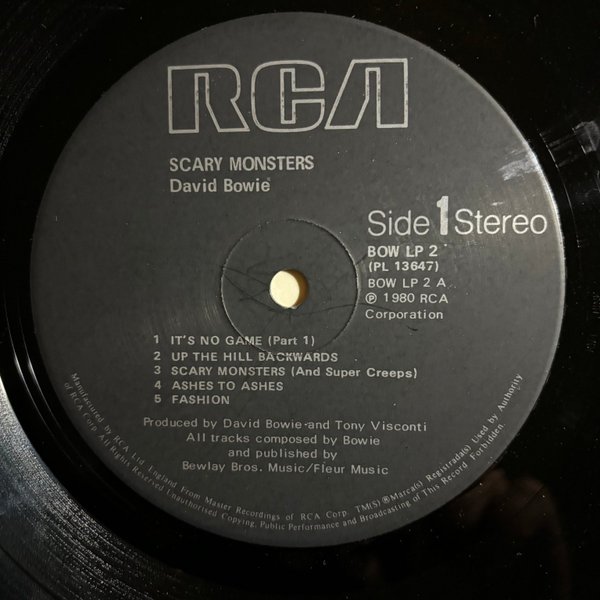 RCA
SCARY MONSTERS
David Bowie
Side 1 Stereo
BOW LP 2
(PL 13647)
BOW LP 2 A
℗ 1980 RCA
Corporation
1 IT'S NO GAME (Part 1)
2 UP THE HILL BACKWARDS
3 SCARY MONSTERS (And Super Creeps)
4 ASHES TO ASHES
5 FASHION
Produced by David Bowie and Tony Visconti
All tracks composed by Bowie
and published by
Bewlay Bros. Music/Fleur Music
Manufactured by RCA Ltd. England From Master Recordings of RCA Corp. TM(S) ® Marca(s) Registrada(s) Used by Authority
of RCA Corp. All Rights Reserved Unauthorised Copying, Public Performance and Broadcasting of This Record Forbidden.